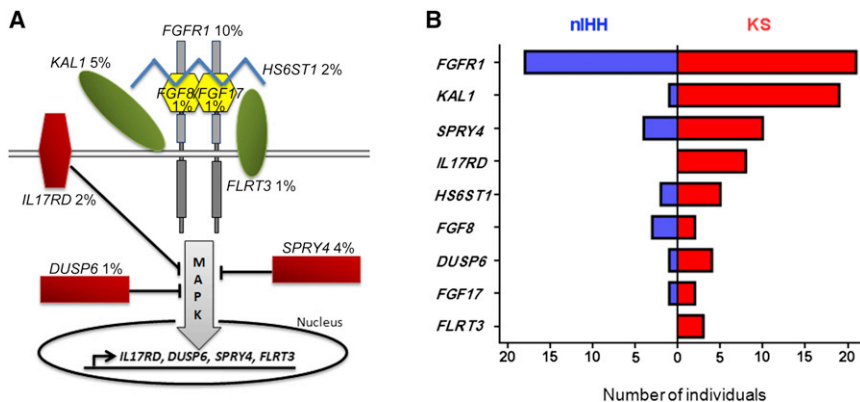 A
FGFR1 10%
KAL1 5%
HS6ST1 2%
FGF8/FGF17
1% 1%
IL17RD 2%
FLRT3 1%
DUSP6 1%
SPRY4 4%
M
A
P
K
Nucleus
IL17RD, DUSP6, SPRY4, FLRT3
B
nIHH KS
FGFR1
KAL1
SPRY4
IL17RD
HS6ST1
FGF8
DUSP6
FGF17
FLRT3
20 15 10 5 0 5 10 15 20
Number of individuals